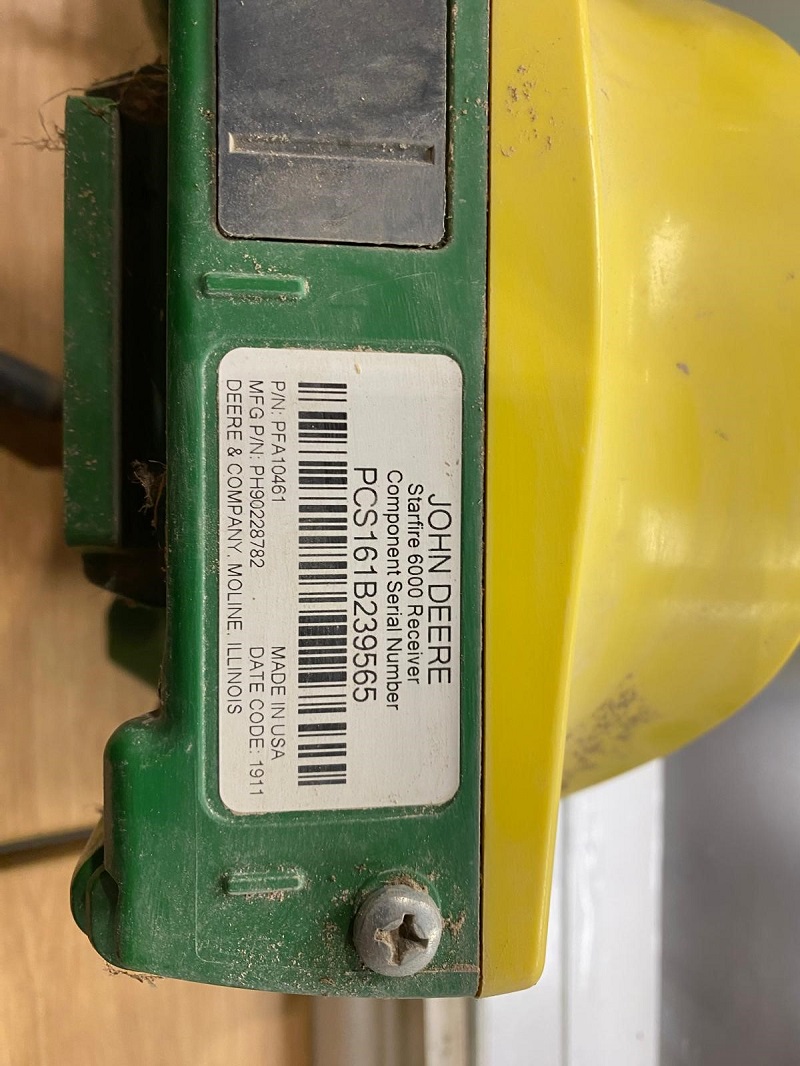 JOHN DEERE
Starfire 6000 Receiver
Component Serial Number
PCS161B239565
P/N: PFA10461 MADE IN USA
MFG P/N: PH90228782 DATE CODE: 1911
DEERE & COMPANY, MOLINE, ILLINOIS